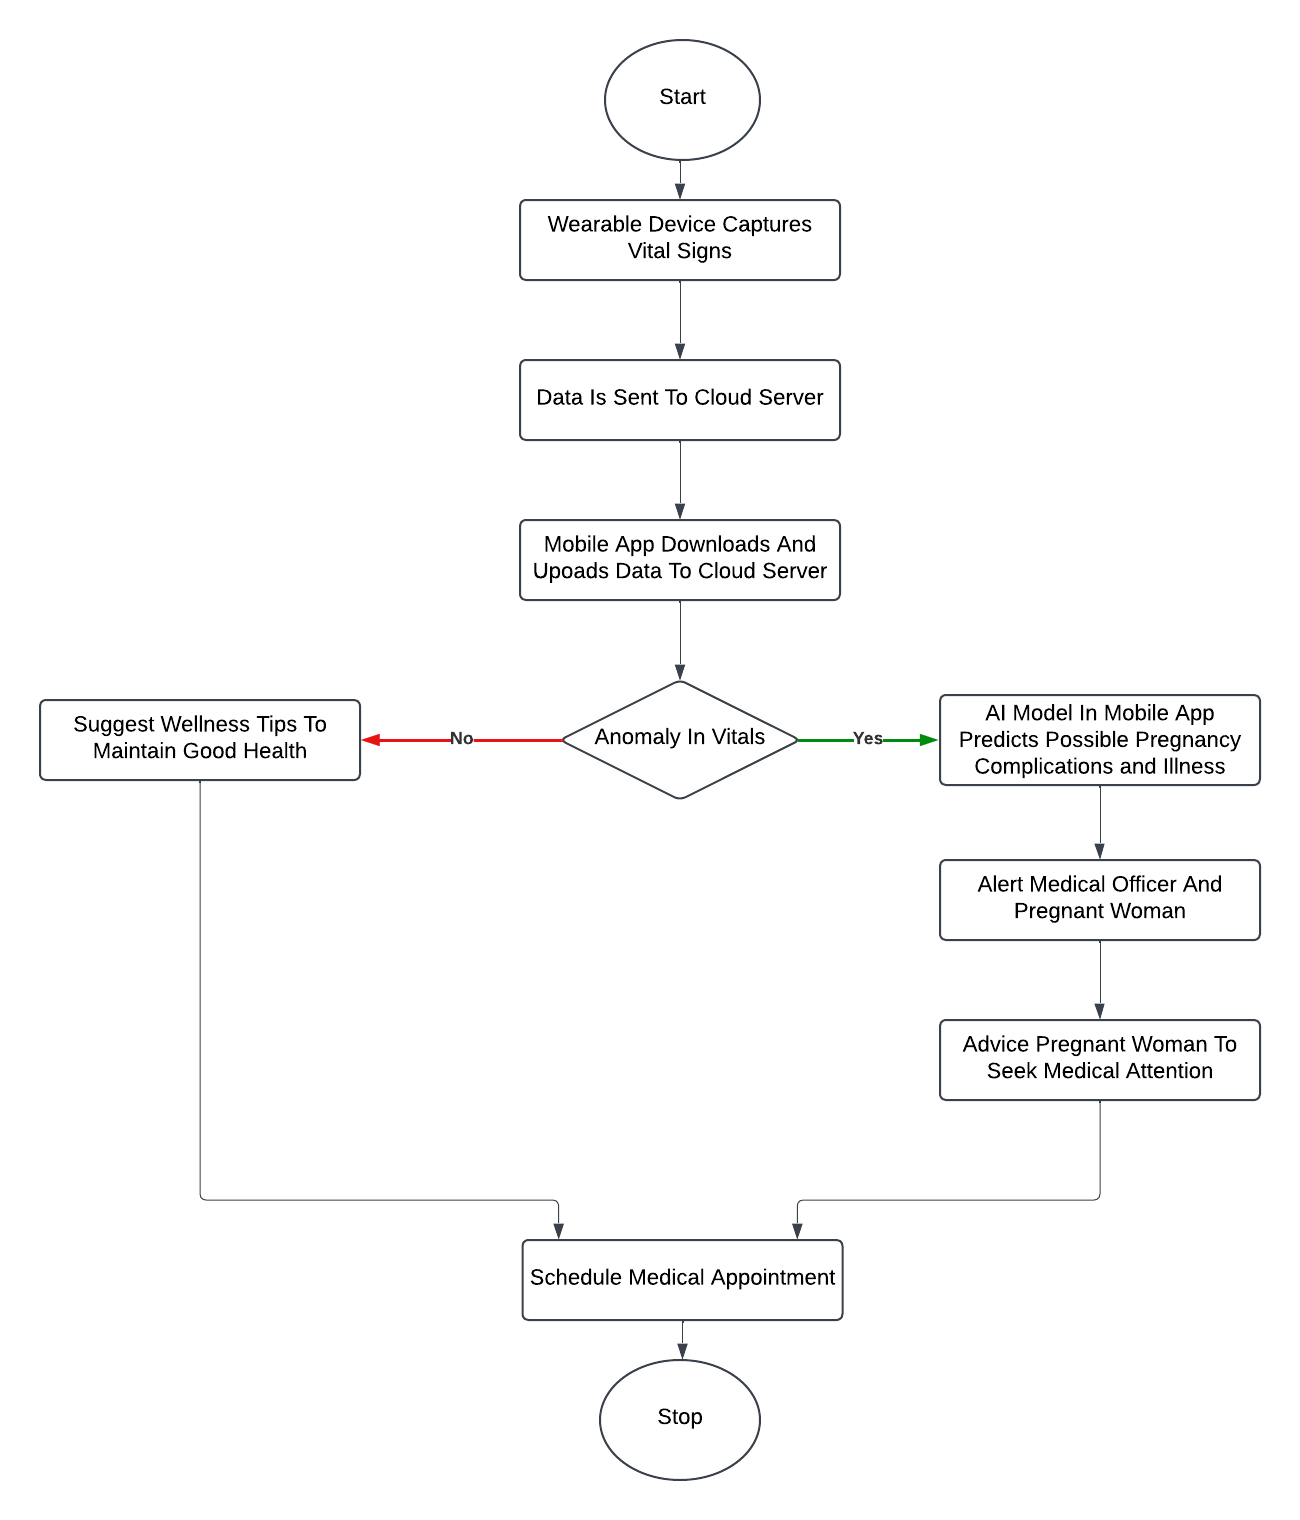 Start
Wearable Device Captures
Vital Signs
Data Is Sent To Cloud Server
Mobile App Downloads And
Upoads Data To Cloud Server
Suggest Wellness Tips To
Maintain Good Health
No
Anomaly In Vitals
Yes
AI Model In Mobile App
Predicts Possible Pregnancy
Complications and Illness
Alert Medical Officer And
Pregnant Woman
Advice Pregnant Woman To
Seek Medical Attention
Schedule Medical Appointment
Stop